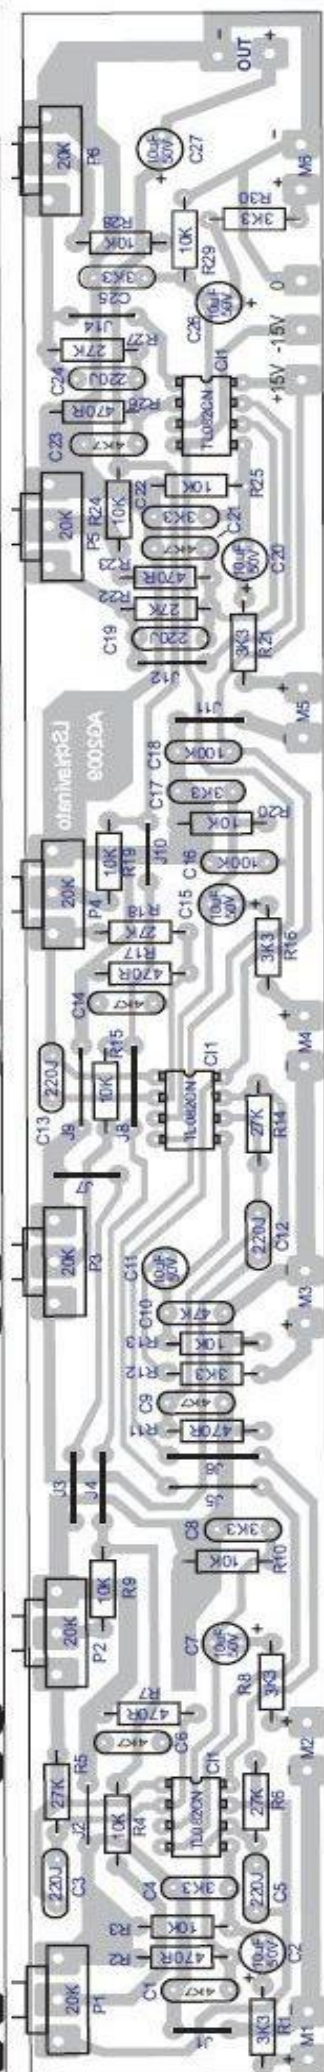 -
+
OUT
20K
P6
10uF
50V
C27
+
R28
10K
10K
R29
R30
3K3
-
+
M6
3K3
C25
J14
C26
10uF
50V
+
0
-15V
+15V
R27
27K
C24
220J
470R
R26
C23
4K7
TL082CN
CI1
20K
P5
R24
10K
C22
10K
R25
3K3
4K7
C21
R23
470R
10uF
50V
C20
+
R22
27K
C19
220J
3K3
R21
J12
+
M5
-
J11
LSchiavinato
AG2009
C18
100K
C17
3K3
10K
R20
20K
P4
10K
R19
J10
C16
100K
C15
10uF
50V
+
R18
27K
R17
470R
3K3
R16
C14
4K7
+
M4
-
C13
220J
J9
R15
10K
J8
CI1
TL082CN
27K
R14
J7
20K
P3
220J
C12
C11
10uF
50V
C10
47K
-
M3
+
R13
10K
R12
3K3
C9
4K7
R11
470R
J6
J5
J3
J4
C8
3K3
10K
R10
10K
R9
20K
P2
C7
10uF
50V
+
R8
3K3
R7
470R
4K7
C6
+
M2
-
R5
27K
J2
10K
R4
TL082CN
CI1
27K
R6
220J
C3
C4
3K3
220J
C5
R3
10K
R2
470R
10uF
50V
C2
+
20K
P1
C1
4K7
J1
3K3
R1
-
M1
+